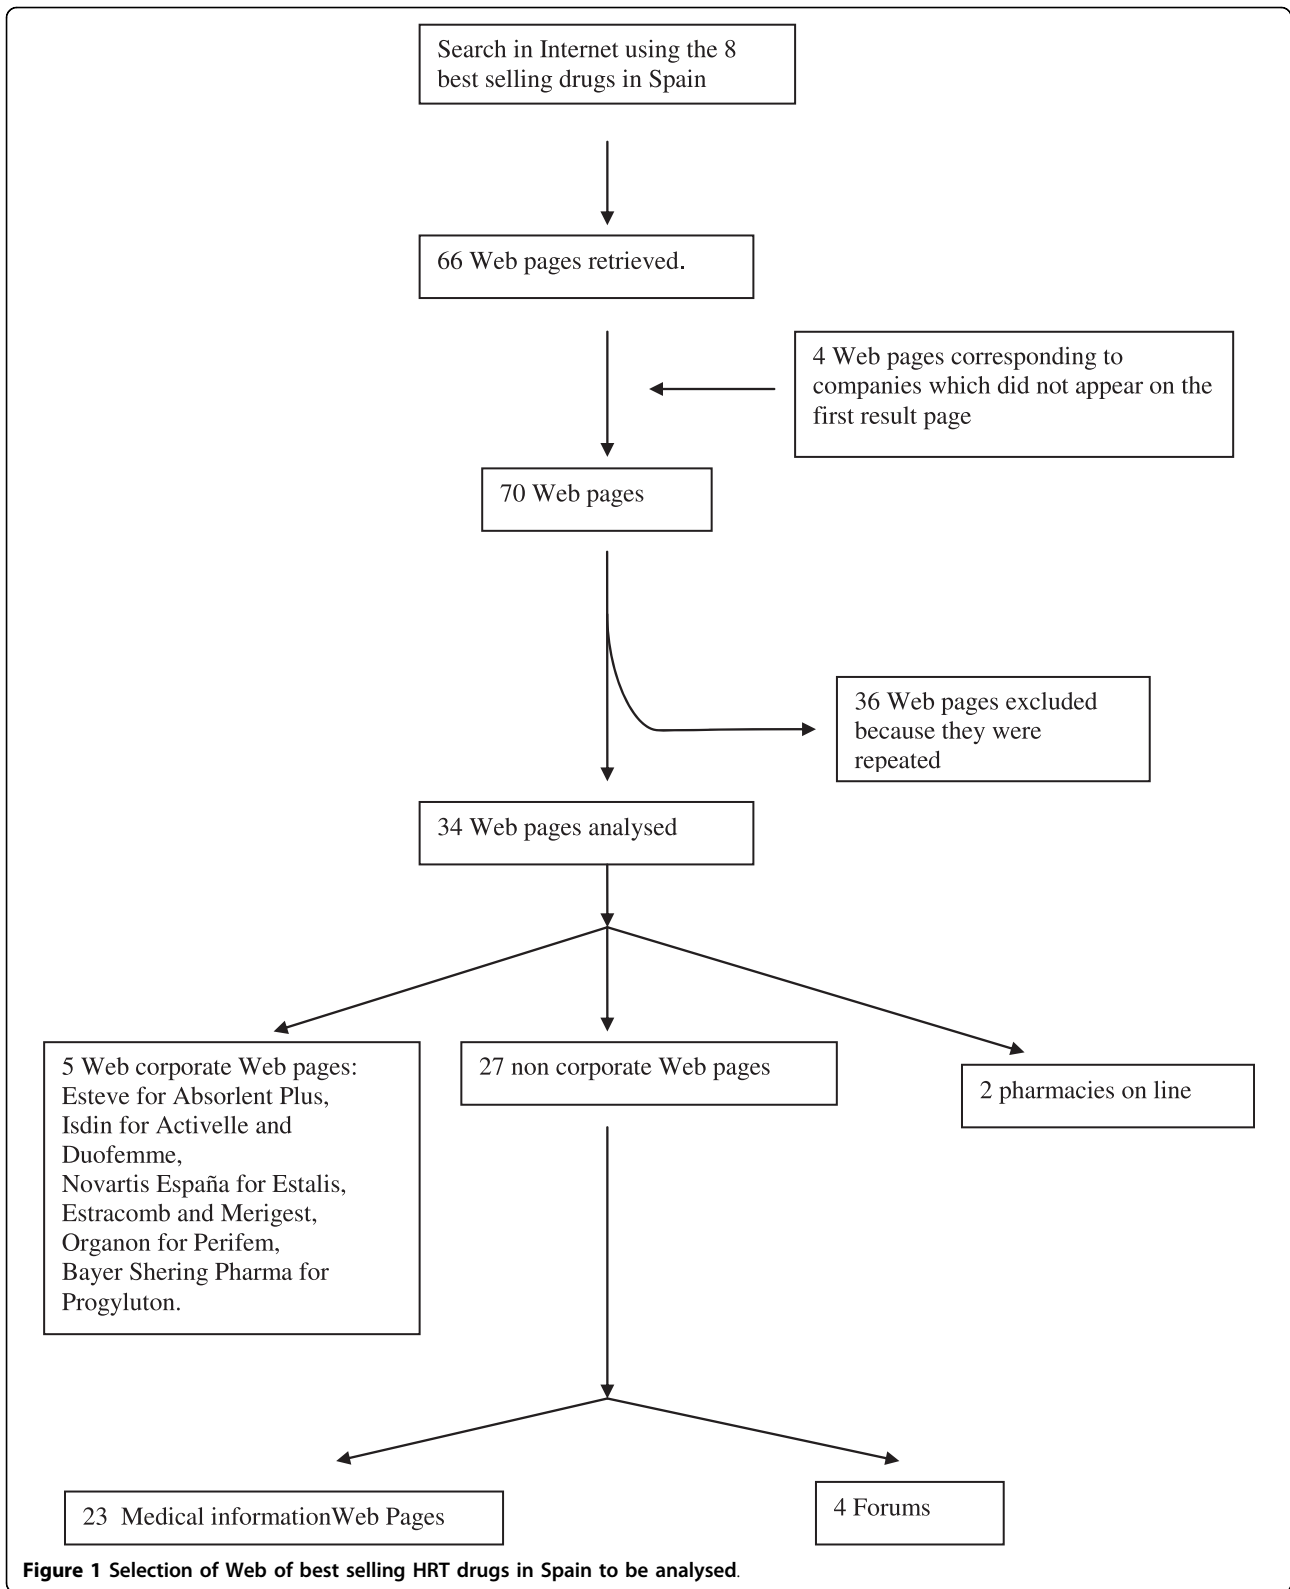 Search in Internet using the 8
best selling drugs in Spain
66 Web pages retrieved.
4 Web pages corresponding to
companies which did not appear on the
first result page
70 Web pages
36 Web pages excluded
because they were
repeated
34 Web pages analysed
5 Web corporate Web pages:
Esteve for Absorlent Plus,
Isdin for Activelle and
Duofemme,
Novartis España for Estalis,
Estracomb and Merigest,
Organon for Perifem,
Bayer Shering Pharma for
Progyluton.
27 non corporate Web pages
2 pharmacies on line
23  Medical informationWeb Pages
4 Forums
Figure 1 Selection of Web of best selling HRT drugs in Spain to be analysed.